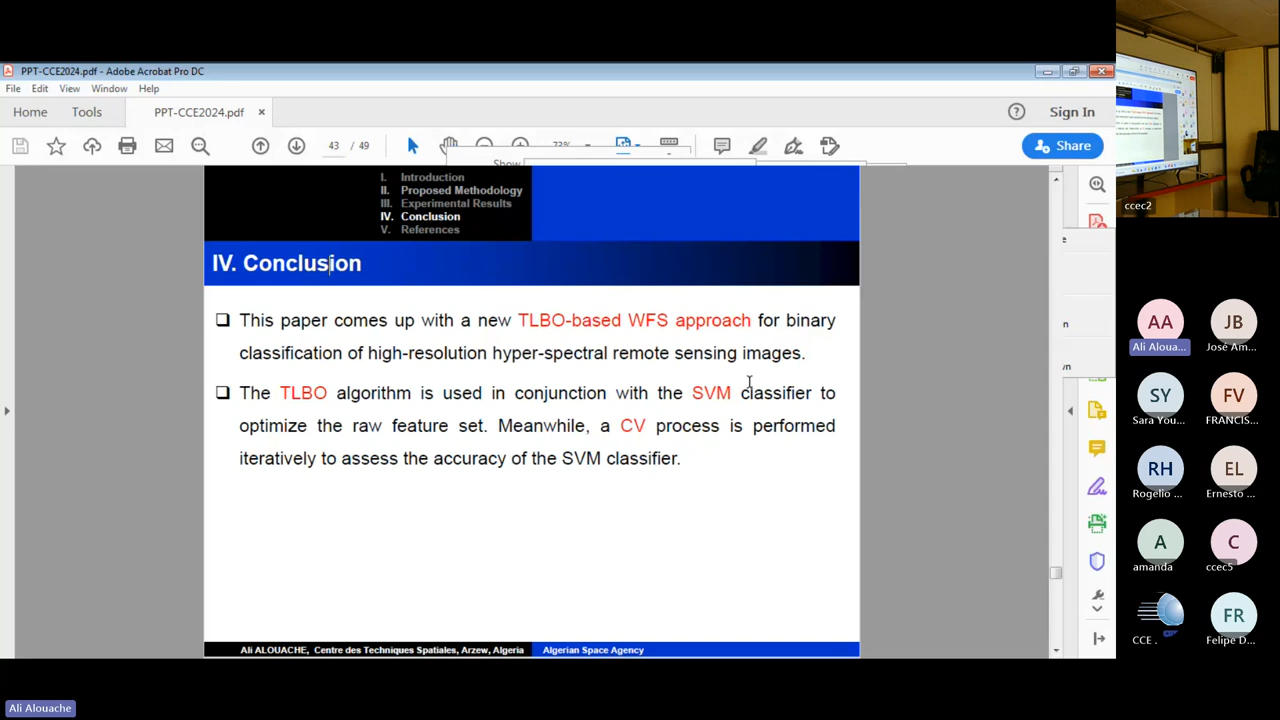 PPT-CCE2024.pdf - Adobe Acrobat Pro DC
File Edit View Window Help
Home Tools PPT-CCE2024.pdf × Sign In
43 / 49 73% Share
Show
I. Introduction
II. Proposed Methodology
III. Experimental Results
IV. Conclusion
V. References
IV. Conclusion
This paper comes up with a new TLBO-based WFS approach for binary
classification of high-resolution hyper-spectral remote sensing images.
The TLBO algorithm is used in conjunction with the SVM classifier to
optimize the raw feature set. Meanwhile, a CV process is performed
iteratively to assess the accuracy of the SVM classifier.
Ali ALOUACHE, Centre des Techniques Spatiales, Arzew, Algeria Algerian Space Agency
ccec2
AA JB
Ali Aloua... José Am...
SY FV
Sara You... FRANCIS...
RH EL
Rogelio ... Ernesto ...
A C
amanda ccec5
FR
CCE . Felipe D...
Ali Alouache